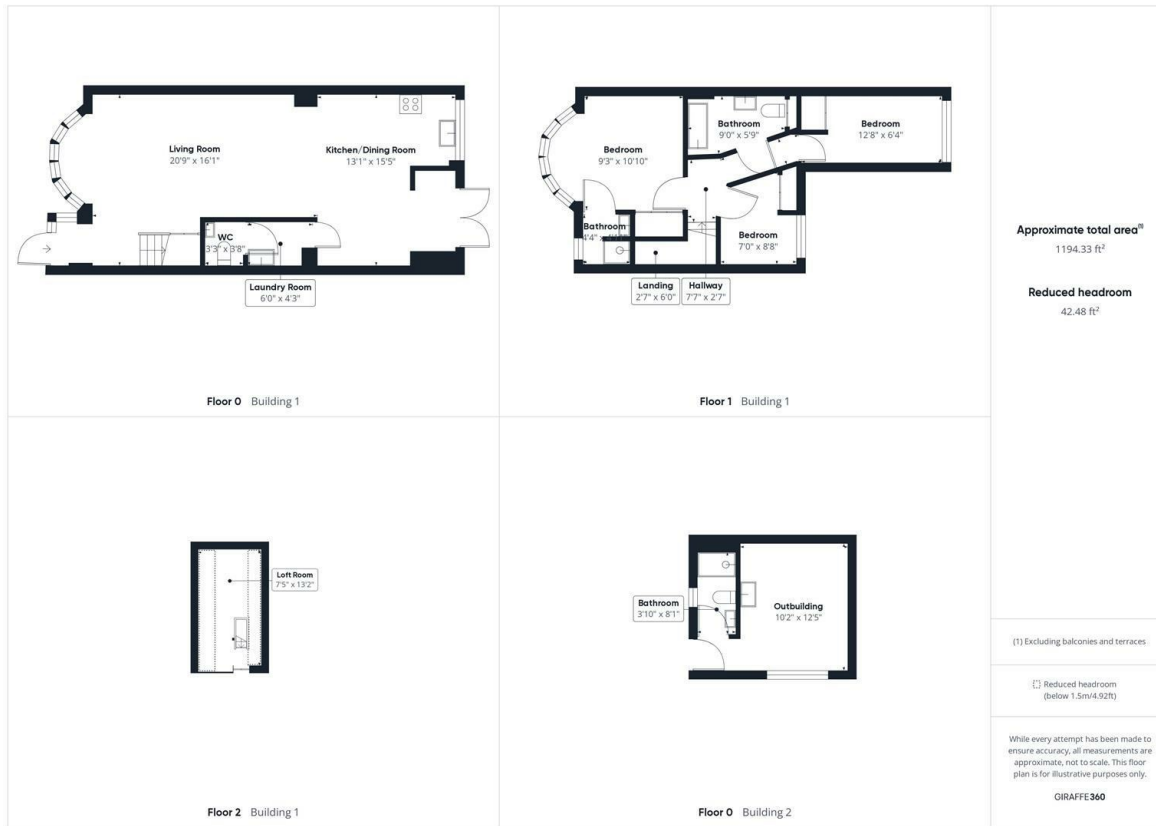 Living Room
20'9" x 16'1"
Kitchen/Dining Room
13'1" x 15'5"
WC
3'3" x 3'8"
Laundry Room
6'0" x 4'3"
Floor 0 Building 1
Bathroom
9'0" x 5'9"
Bedroom
12'8" x 6'4"
Bedroom
9'3" x 10'10"
Bathroom
Bedroom
7'0" x 8'8"
Landing
2'7" x 6'0"
Hallway
7'7" x 2'7"
Floor 1 Building 1
Loft Room
7'5" x 13'2"
Floor 2 Building 1
Bathroom
3'10" x 8'1"
Outbuilding
10'2" x 12'5"
Floor 0 Building 2
Approximate total area(1)
1194.33 ft²
Reduced headroom
42.48 ft²
(1) Excluding balconies and terraces
Reduced headroom
(below 1.5m/4.92ft)
While every attempt has been made to
ensure accuracy, all measurements are
approximate, not to scale. This floor
plan is for illustrative purposes only.
GIRAFFE360